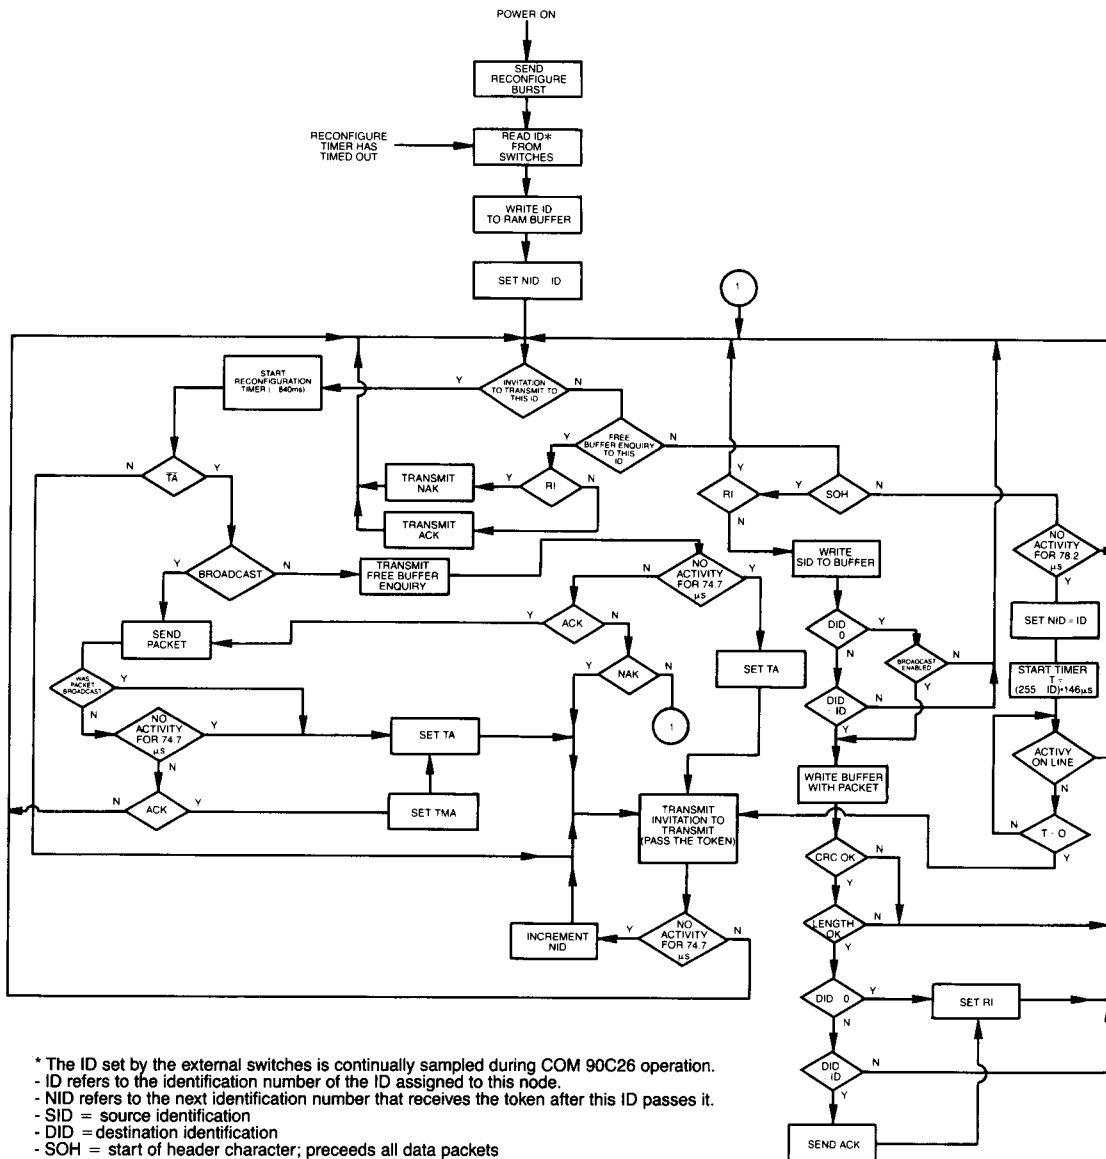 POWER ON
SEND
RECONFIGURE
BURST
RECONFIGURE
TIMER HAS
TIMED OUT
READ ID*
FROM
SWITCHES
WRITE ID
TO RAM BUFFER
SET NID ID
1
START
RECONFIGURATION
TIMER ( 840ms)
Y
INVITATION
TO TRANSMIT TO
THIS ID
N
FREE
BUFFER ENQUIRY
TO THIS
ID
Y
N
N
TA
Y
TRANSMIT
NAK
Y
RI
N
TRANSMIT
ACK
Y
RI
N
Y
SOH
N
NO
ACTIVITY
FOR 78.2
µs
Y
WRITE
SID TO BUFFER
Y
BROADCAST
N
TRANSMIT
FREE BUFFER
ENQUIRY
NO
ACTIVITY
FOR 74.7
µs
N
Y
SET NID = ID
SEND
PACKET
Y
ACK
N
DID
0
Y
N
BROADCAST
ENABLED
N
Y
START TIMER
T =
(255 ID)•146µs
NAK
Y
N
SET TA
WAS
PACKET
BROADCAST
Y
N
DID
- ID
N
Y
1
NO
ACTIVITY
FOR 74.7
µs
Y
N
SET TA
ACTIVY
ON LINE
N
WRITE BUFFER
WITH PACKET
N
ACK
Y
SET TMA
TRANSMIT
INVITATION TO
TRANSMIT
(PASS THE TOKEN)
N
T - O
Y
CRC OK
N
Y
INCREMENT
NID
Y
NO
ACTIVITY
FOR 74.7
µs
N
LENGTH
OK
N
Y
DID 0
Y
N
SET RI
DID
ID
N
Y
SEND ACK
* The ID set by the external switches is continually sampled during COM 90C26 operation.
- ID refers to the identification number of the ID assigned to this node.
- NID refers to the next identification number that receives the token after this ID passes it.
- SID = source identification
- DID = destination identification
- SOH = start of header character; preceeds all data packets